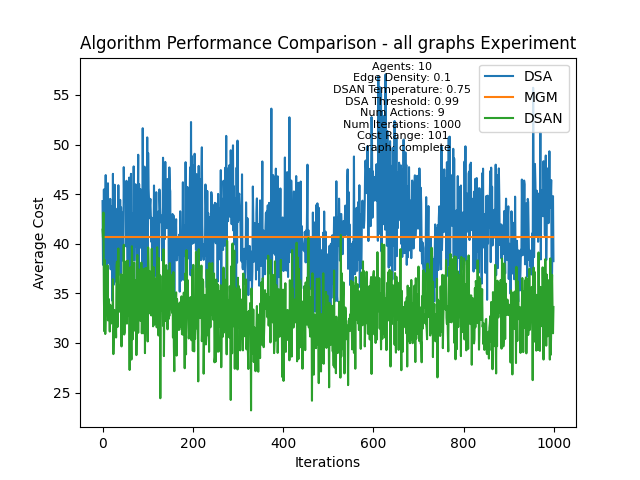 Algorithm Performance Comparison - all graphs Experiment
Agents: 10
Edge Density: 0.1
DSAN Temperature: 0.75
DSA Threshold: 0.99
Num Actions: 9
Num Iterations: 1000
Cost Range: 101
Graph: complete
DSA
MGM
DSAN
Average Cost
55
50
45
40
35
30
25
0
200
400
600
800
1000
Iterations